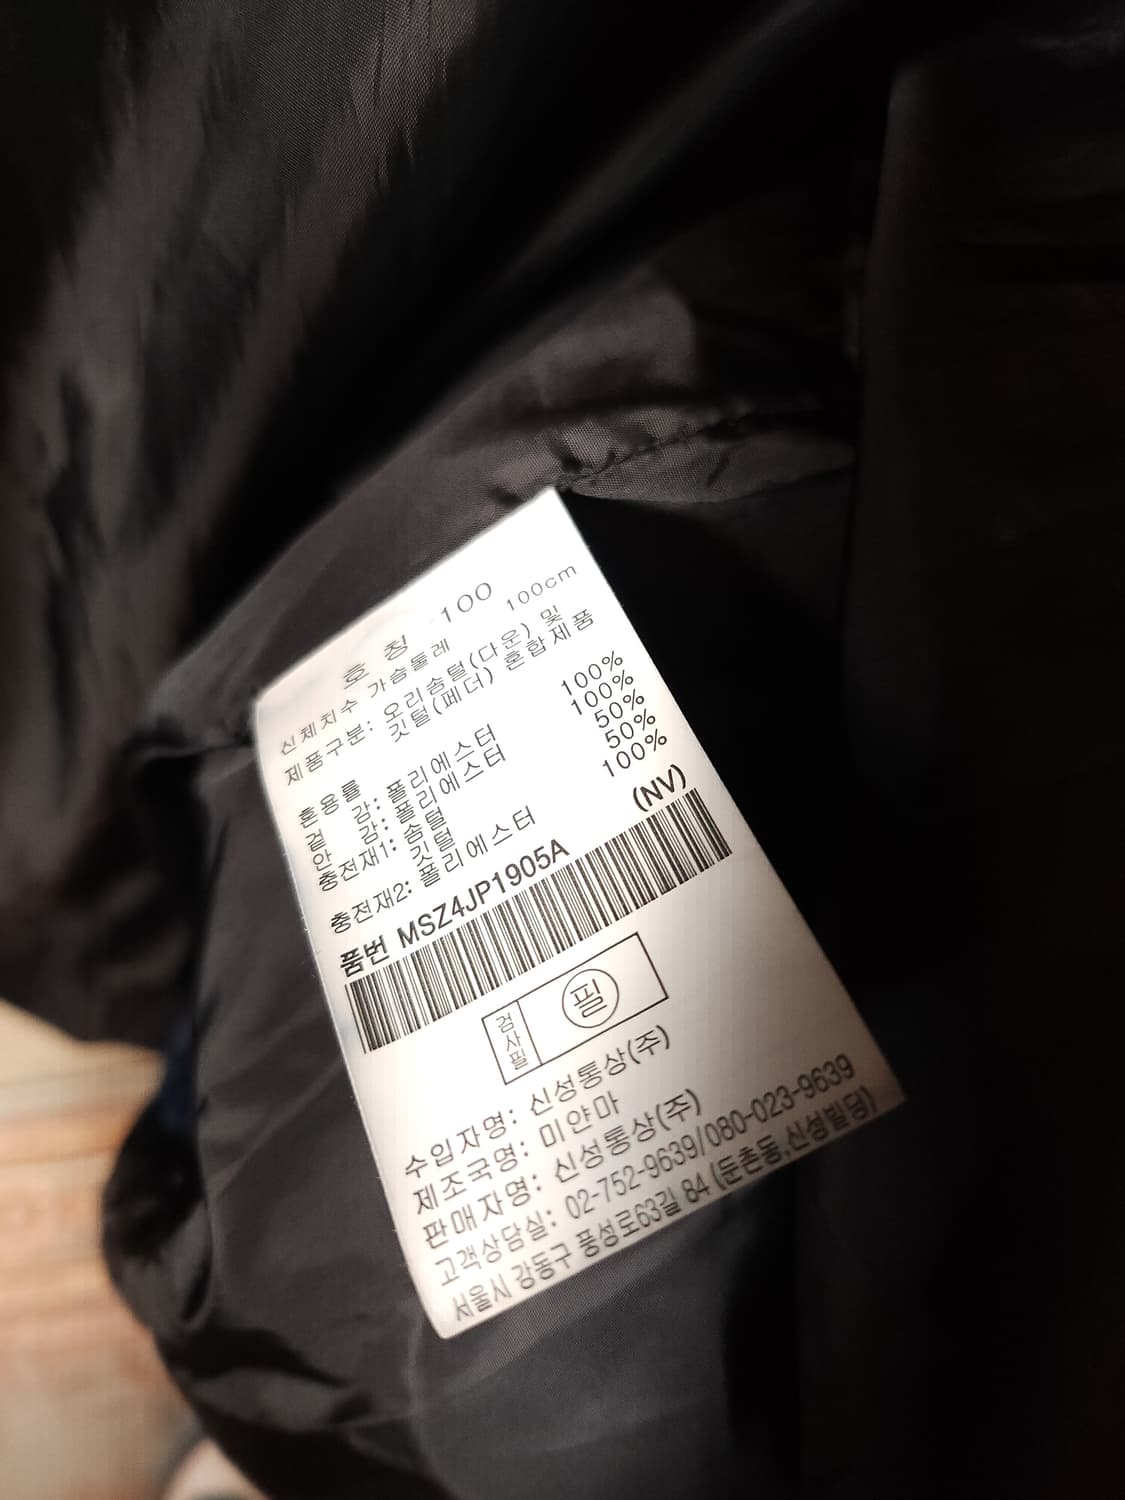 호 칭 100
신체치수 가슴둘레 100cm
제품구분: 오리솜털(다운) 및
깃털(페더) 혼합제품
혼용률
겉 감: 폴리에스터 100%
안 감: 폴리에스터 100%
충전재1: 솜털 50%
깃털 50%
충전재2: 폴리에스터 100%
품번 MSZ4JP1905A (NV)
검사필 필
수입자명: 신성통상(주)
제조국명: 미얀마
판매자명: 신성통상(주)
고객상담실: 02-752-9639/080-023-9639
서울시 강동구 풍성로63길 84 (둔촌동,신성빌딩)